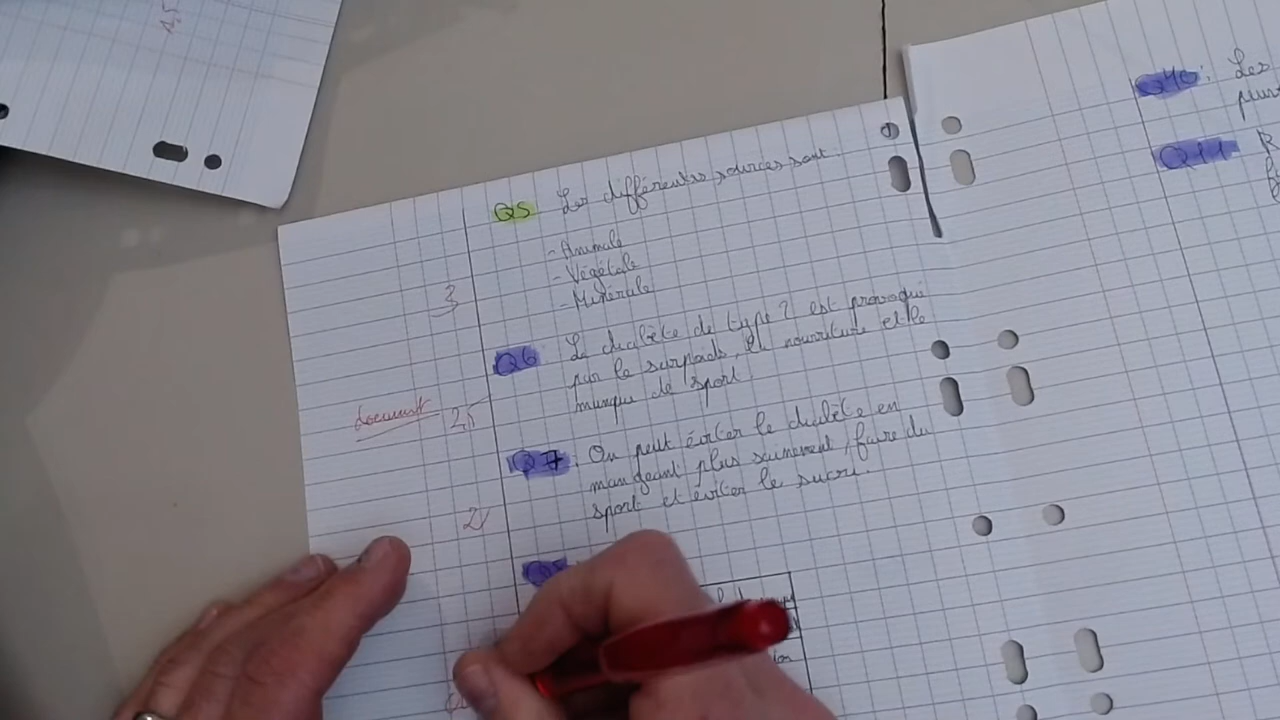 1,5
Q5 Les différentes sources sont:
- Animale
- Végétale
- Minérale
3
Q6: Le diabète de type 2 est provoqué
par le surpoids, la nourriture et le
manque de sport.
document 2,5
Q7: On peut éviter le diabète en
mangeant plus sainement, faire du
sport et éviter le sucre.
2
Q10: Les
Q11